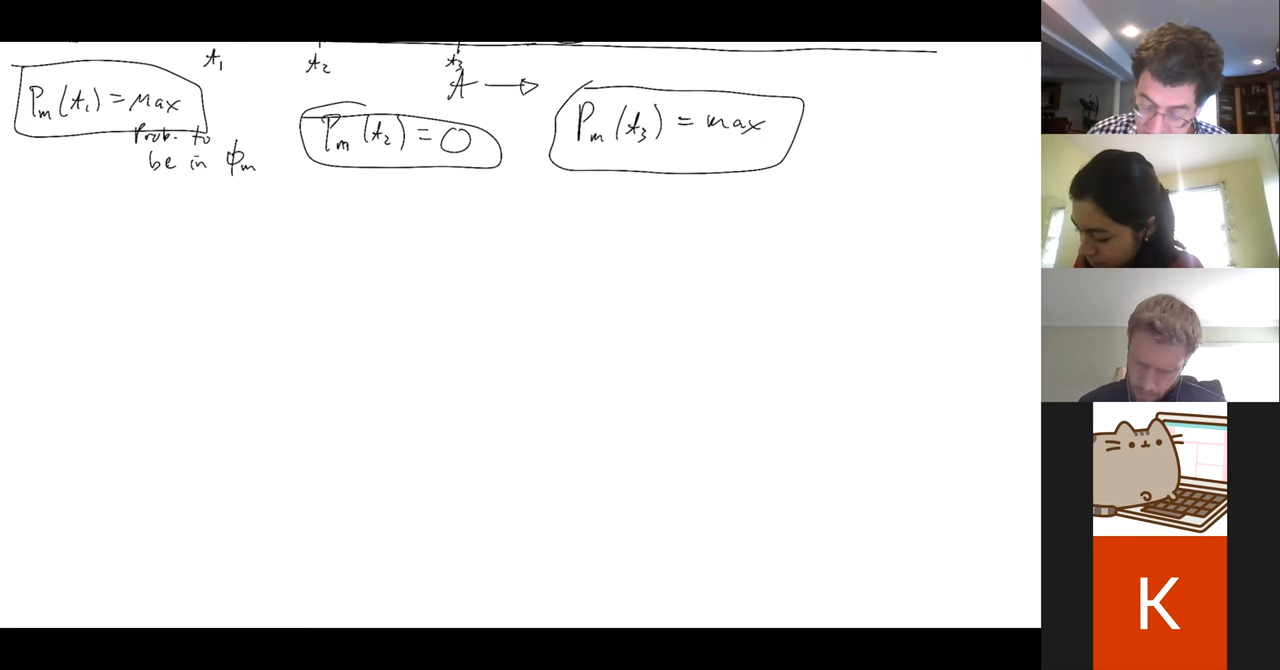 t₁ t₂ t₃
t →
Pₘ(t₁) = max
Prob. to
be in ϕₘ
Pₘ(t₂) = 0
Pₘ(t₃) = max
K